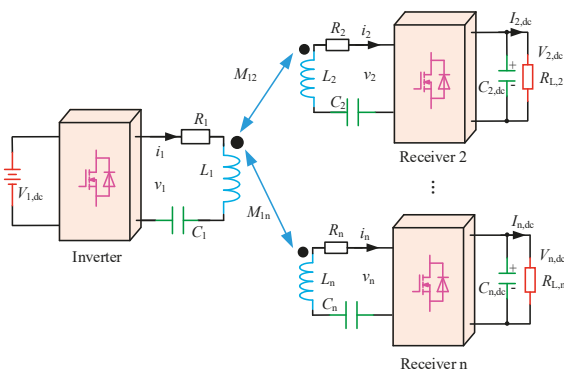 R2
i2
I2,dc
V2,dc
M12
L2
v2
C2
C2,dc
+
-
RL,2
Receiver 2
R1
i1
L1
V1,dc
v1
C1
M1n
Inverter
...
Rn
in
In,dc
Vn,dc
Ln
vn
Cn
Cn,dc
+
-
RL,n
Receiver n